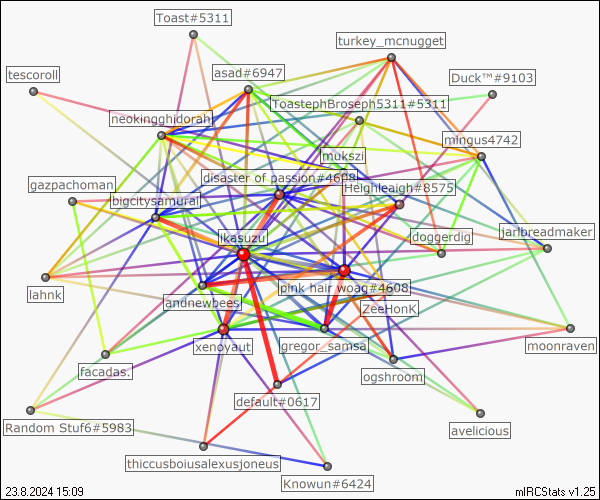 Toast#5311
turkey_mcnugget
tescoroll
asad#6947
Duck™#9103
ToastephBroseph5311#5311
neokingghidorah
mingus4742
mukszi
disaster of passion#4608
gazpachoman
Heighleaigh#8575
bigcitysamurai
jarlbreadmaker
doggerdig
ikasuzu
lahnk
pink hair woag#4608
andnewbees
ZeeHonK
gregor_samsa
moonraven
xenoyaut
facadas.
ogshroom
default#0617
avelicious
Random Stuf6#5983
thiccusboiusalexusjoneus
Knowun#6424
23.8.2024 15:09
mIRCStats v1.25